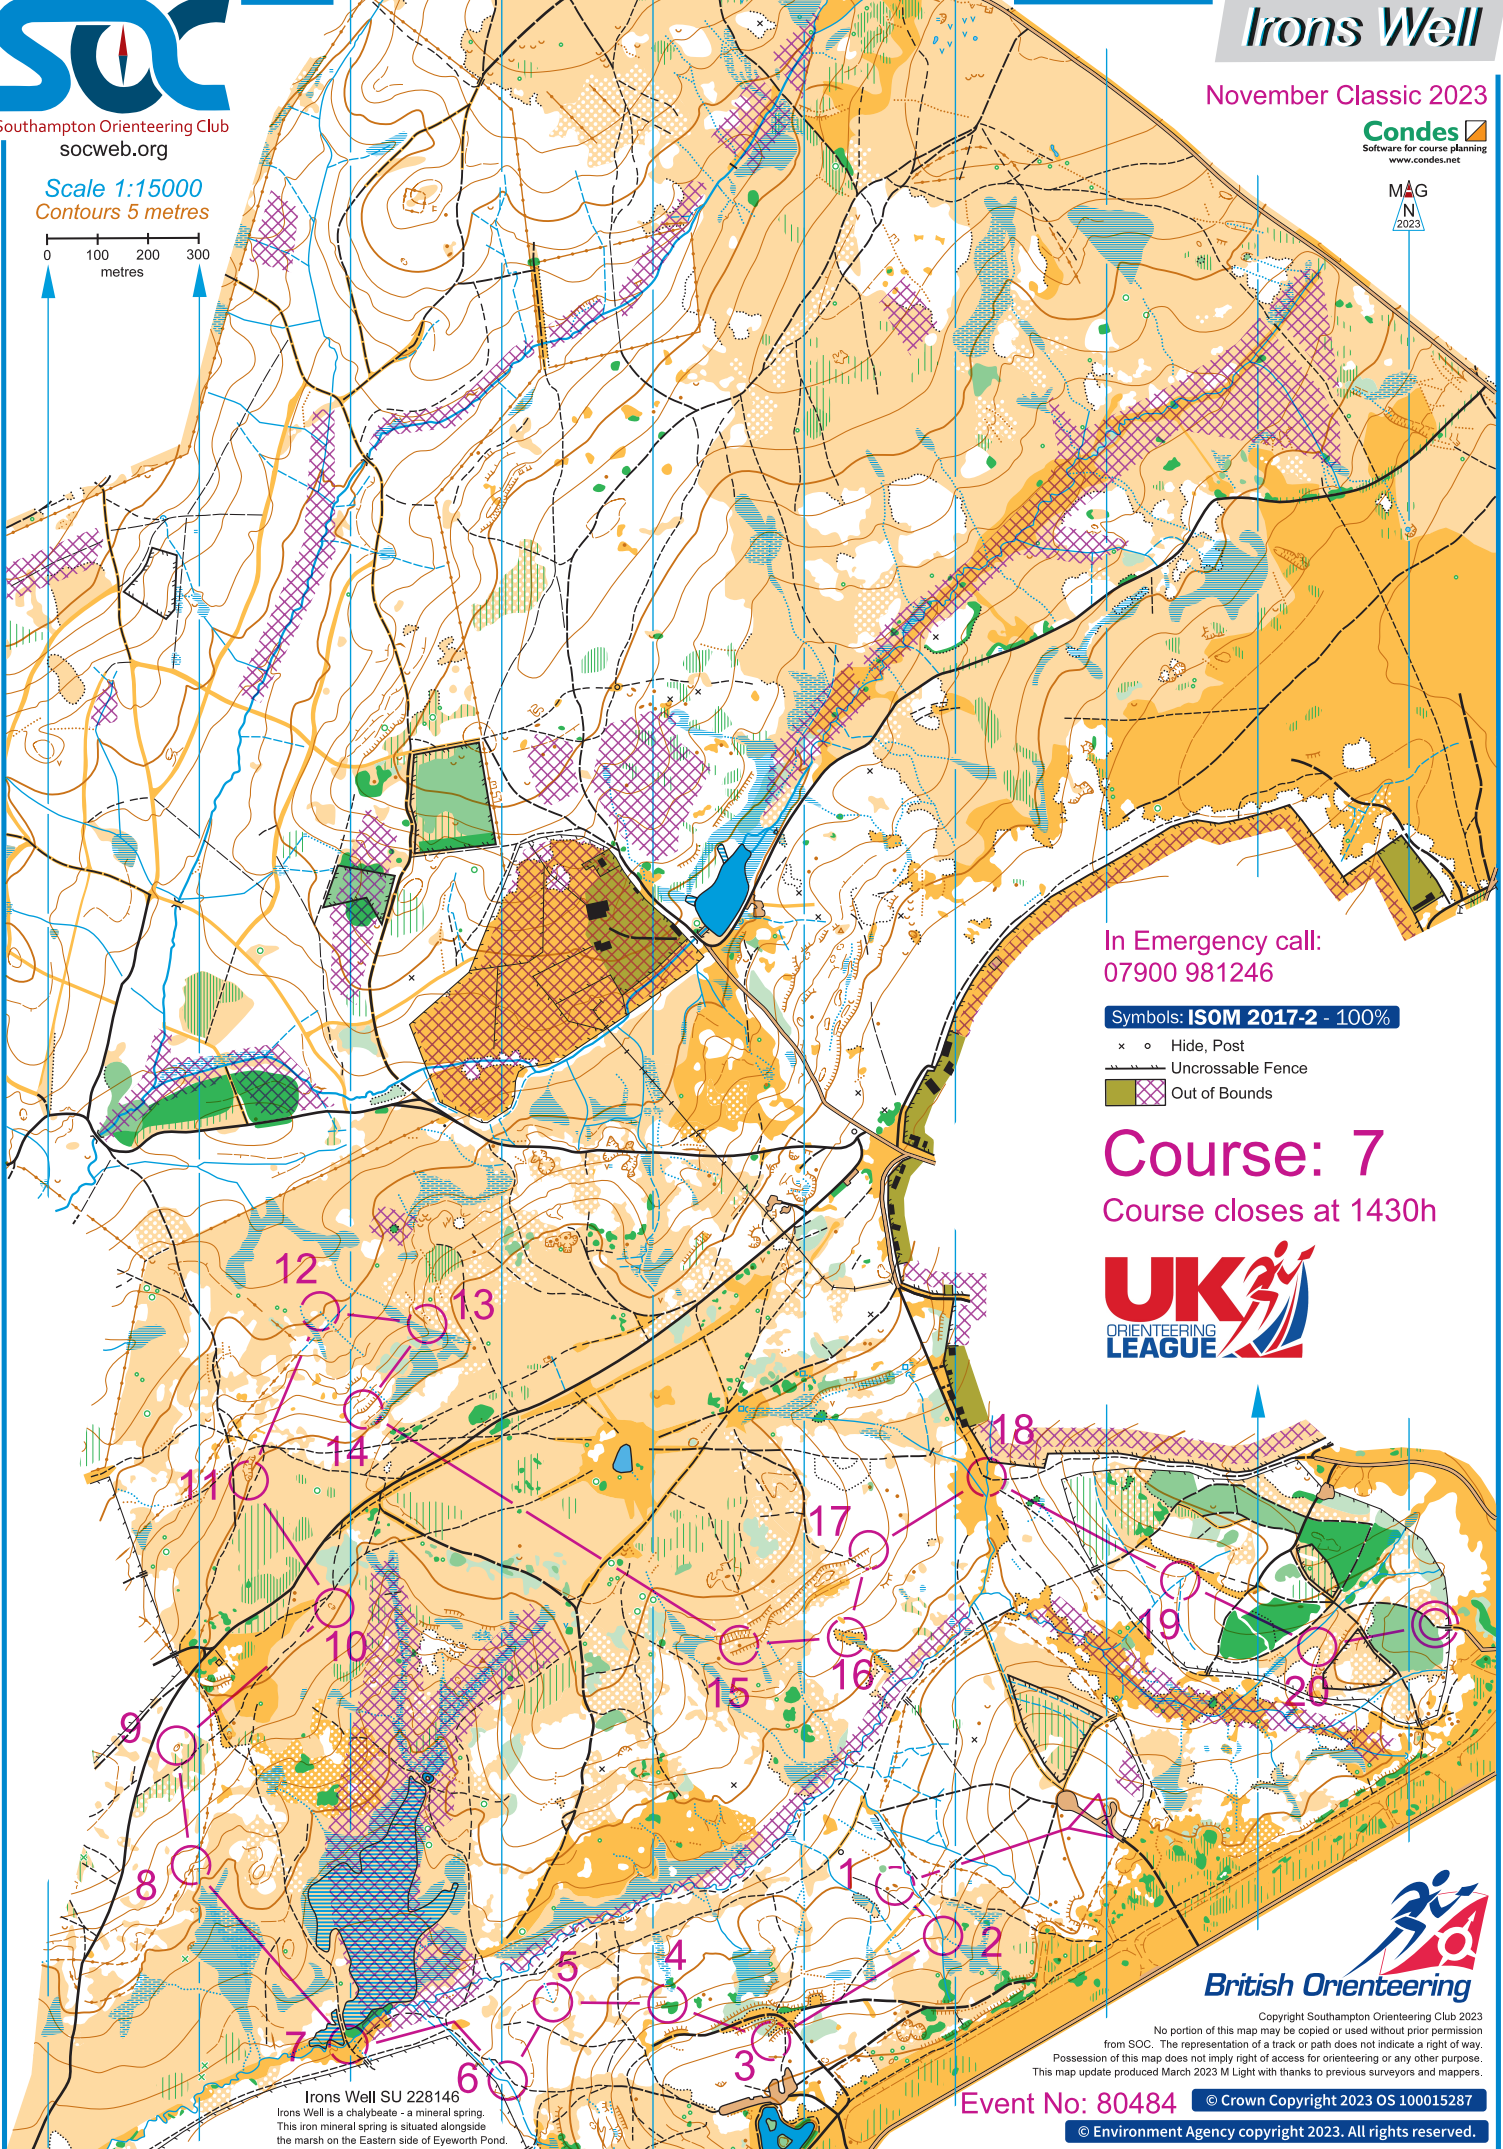 SOC
Southampton Orienteering Club
socweb.org
Scale 1:15000
Contours 5 metres
0 100 200 300
metres
Irons Well
November Classic 2023
Condes
Software for course planning
www.condes.net
MAG
N
2023
In Emergency call:
07900 981246
Symbols: ISOM 2017-2 - 100%
Hide, Post
Uncrossable Fence
Out of Bounds
Course: 7
Course closes at 1430h
UK
ORIENTEERING
LEAGUE
12
13
14
11
18
17
10
19
16
15
20
9
1
8
2
5
4
7
3
6
British Orienteering
Copyright Southampton Orienteering Club 2023
No portion of this map may be copied or used without prior permission
from SOC. The representation of a track or path does not indicate a right of way.
Possession of this map does not imply right of access for orienteering or any other purpose.
This map update produced March 2023 M Light with thanks to previous surveyors and mappers.
Event No: 80484
© Crown Copyright 2023 OS 100015287
© Environment Agency copyright 2023. All rights reserved.
Irons Well SU 228146
Irons Well is a chalybeate - a mineral spring.
This iron mineral spring is situated alongside
the marsh on the Eastern side of Eyeworth Pond.